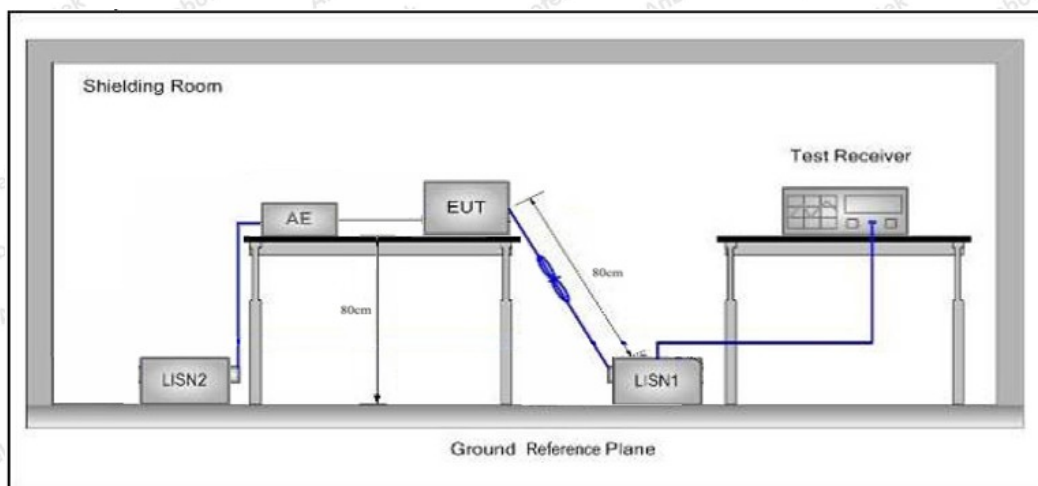 Shielding Room
Test Receiver
EUT
AE
80cm
80cm
LISN2
LISN1
Ground Reference Plane